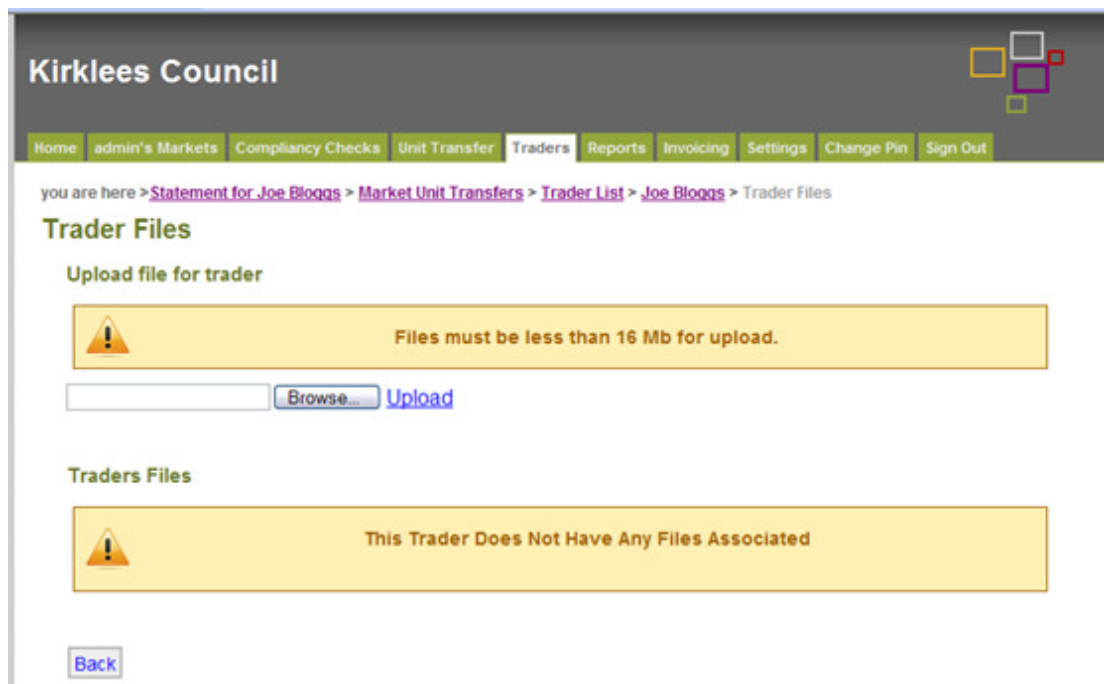 Kirklees Council
Home admin's Markets Compliancy Checks Unit Transfer Traders Reports Invoicing Settings Change Pin Sign Out
you are here >Statement for Joe Bloggs > Market Unit Transfers > Trader List > Joe Bloggs > Trader Files
Trader Files
Upload file for trader
Files must be less than 16 Mb for upload.
Browse... Upload
Traders Files
This Trader Does Not Have Any Files Associated
Back